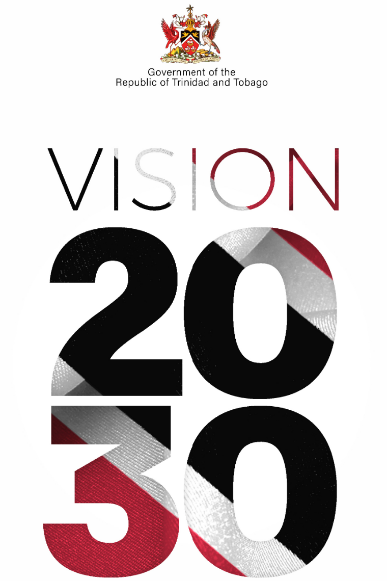 Government of the
Republic of Trinidad and Tobago
VISION
20
30